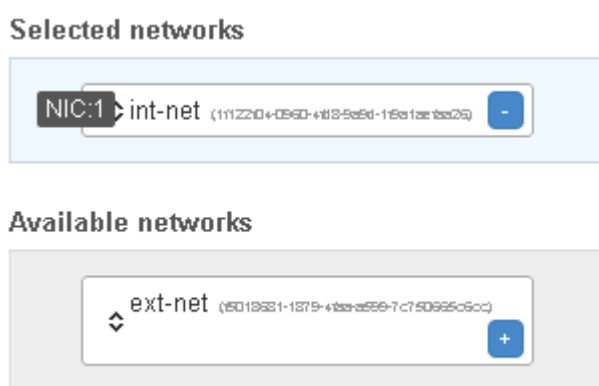 Selected networks
NIC:1 int-net
-
Available networks
ext-net
+